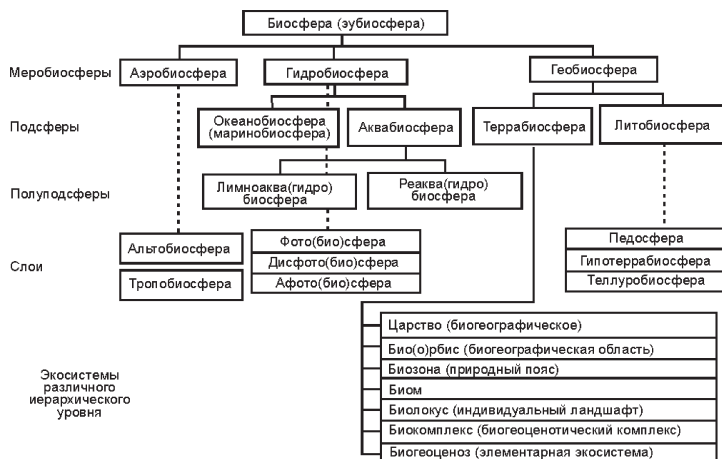 Биосфера (эубиосфера)
Меробиосферы
Аэробиосфера
Гидробиосфера
Геобиосфера
Подсферы
Океанобиосфера
(маринобиосфера)
Аквабиосфера
Террабиосфера
Литобиосфера
Полуподсферы
Лимноаква(гидро)
биосфера
Реаква(гидро)
биосфера
Слои
Альтобиосфера
Тропобиосфера
Фото(био)сфера
Дисфото(био)сфера
Афото(био)сфера
Педосфера
Гипотеррабиосфера
Теллуробиосфера
Экосистемы
различного
иерархического
уровня
Царство (биогеографическое)
Био(о)рбис (биогеографическая область)
Биозона (природный пояс)
Биом
Биолокус (индивидуальный ландшафт)
Биокомплекс (биогеоценотический комплекс)
Биогеоценоз (элементарная экосистема)